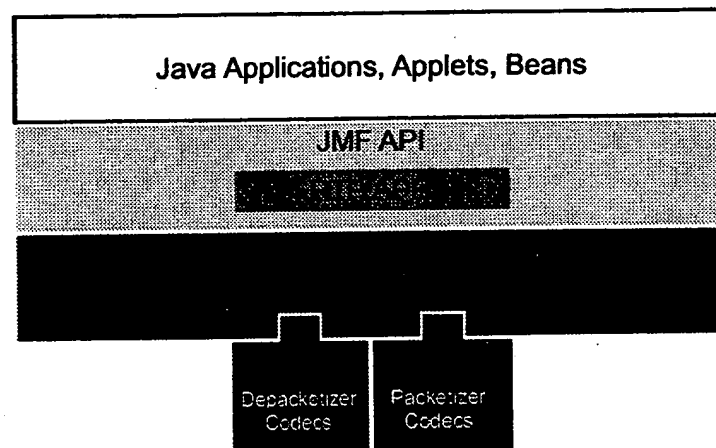 Java Applications, Applets, Beans
JMF API
Depacketizer
Codecs
Packetizer
Codecs